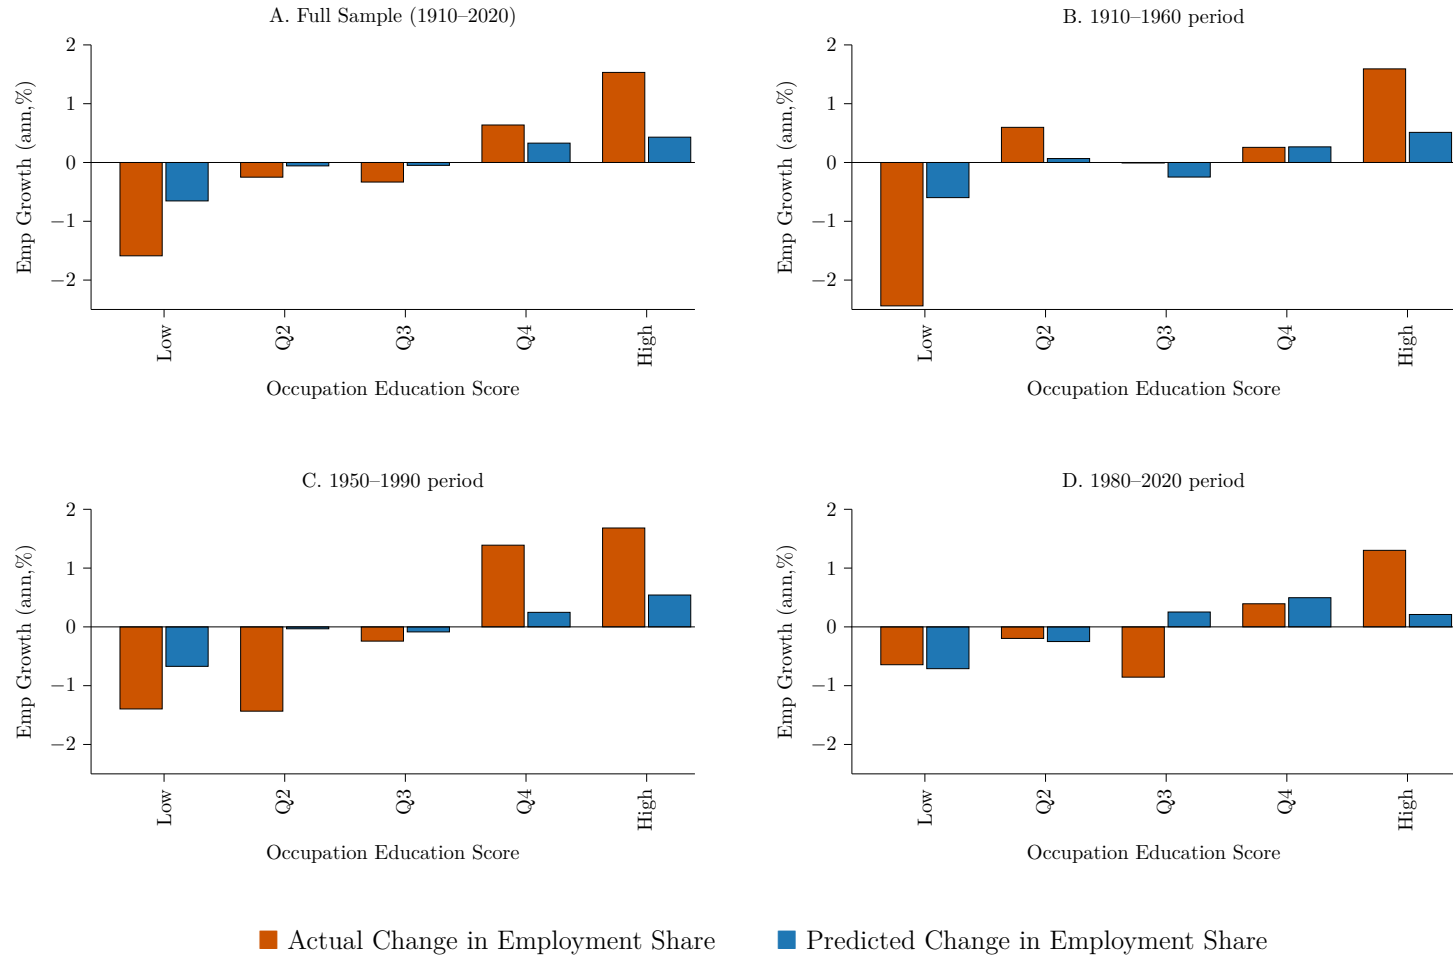 A. Full Sample (1910–2020)
Emp Growth (ann,%)
2
1
0
−1
−2
Low
Q2
Q3
Q4
High
Occupation Education Score
B. 1910–1960 period
Emp Growth (ann,%)
2
1
0
−1
−2
Low
Q2
Q3
Q4
High
Occupation Education Score
C. 1950–1990 period
Emp Growth (ann,%)
2
1
0
−1
−2
Low
Q2
Q3
Q4
High
Occupation Education Score
D. 1980–2020 period
Emp Growth (ann,%)
2
1
0
−1
−2
Low
Q2
Q3
Q4
High
Occupation Education Score
Actual Change in Employment Share
Predicted Change in Employment Share